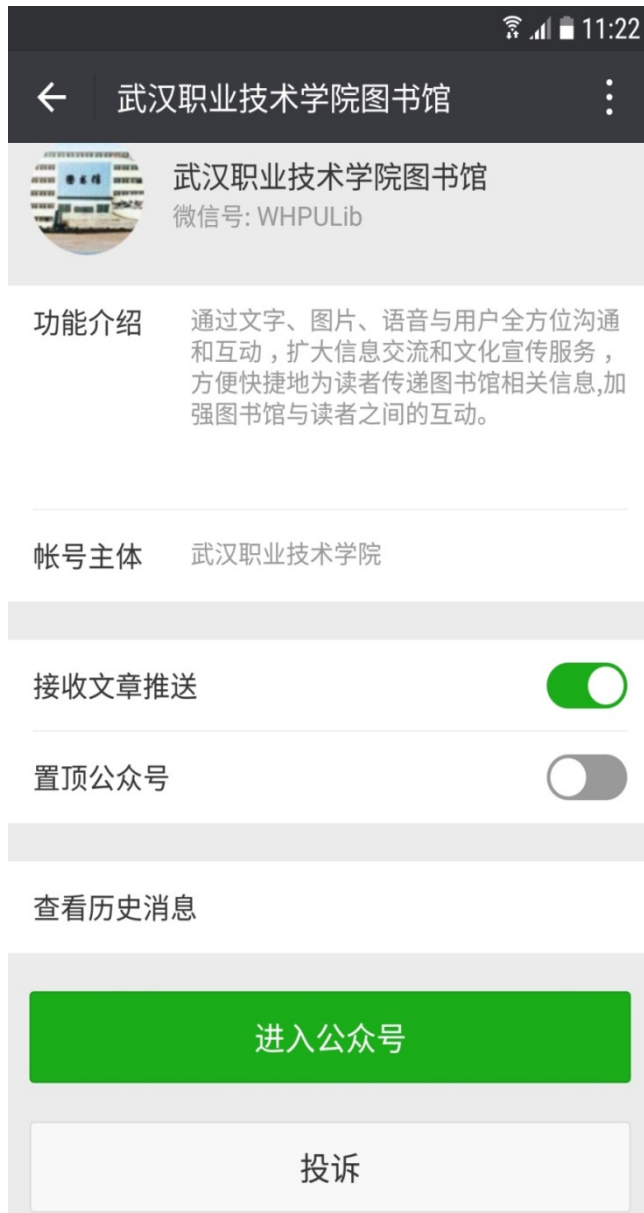 11:22
武汉职业技术学院图书馆
武汉职业技术学院图书馆
微信号: WHPULib
功能介绍 通过文字、图片、语音与用户全方位沟通
和互动，扩大信息交流和文化宣传服务，
方便快捷地为读者传递图书馆相关信息,加
强图书馆与读者之间的互动。
帐号主体 武汉职业技术学院
接收文章推送
置顶公众号
查看历史消息
进入公众号
投诉